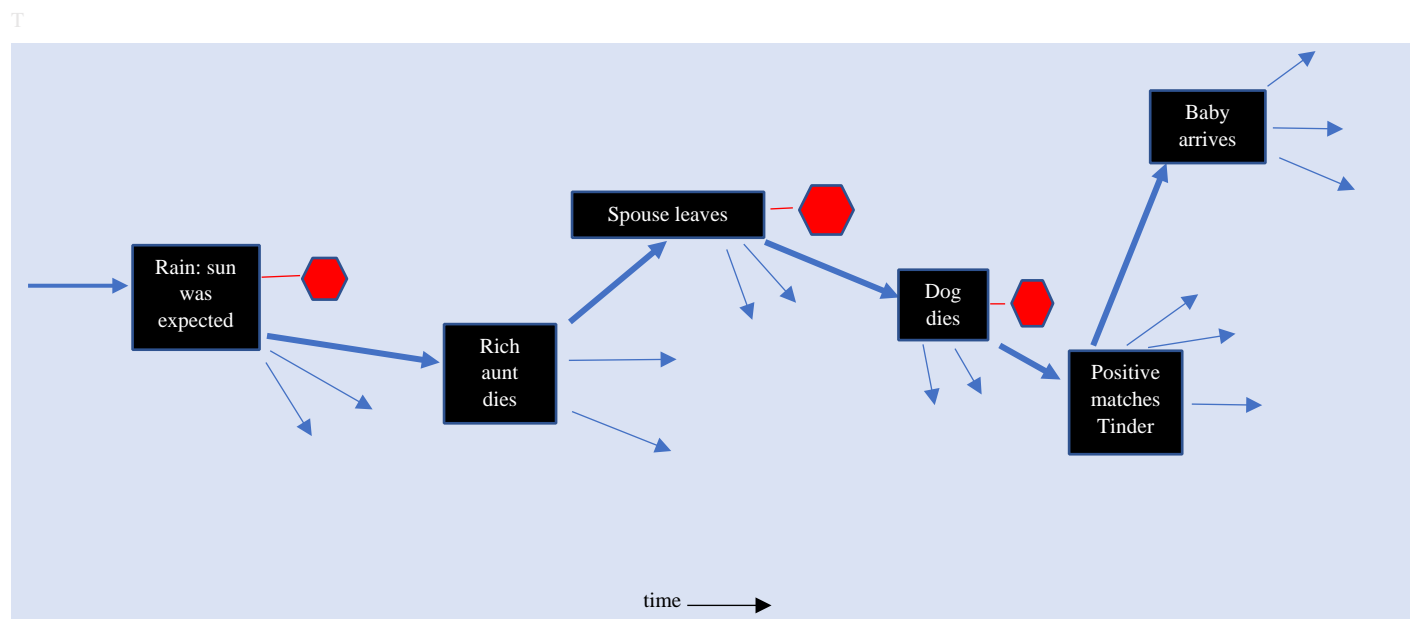 T
Rain: sun
was
expected
Rich
aunt
dies
Spouse leaves
Dog
dies
Positive
matches
Tinder
Baby
arrives
time